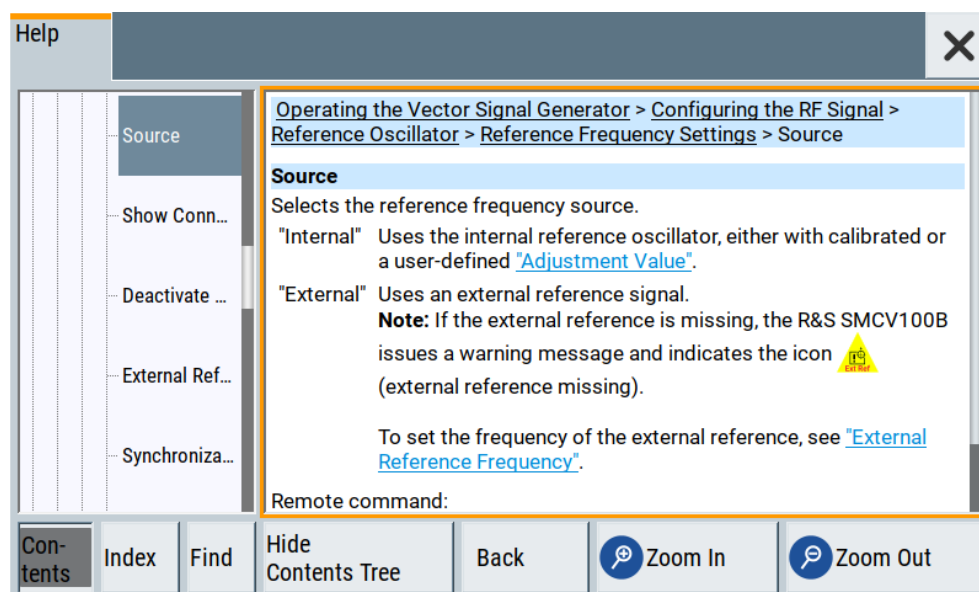 Help
Source
Show Conn...
Deactivate ...
External Ref...
Synchroniza...
Operating the Vector Signal Generator > Configuring the RF Signal >
Reference Oscillator > Reference Frequency Settings > Source
Source
Selects the reference frequency source.
"Internal" Uses the internal reference oscillator, either with calibrated or
a user-defined "Adjustment Value".
"External" Uses an external reference signal.
Note: If the external reference is missing, the R&S SMCV100B
issues a warning message and indicates the icon Ext Ref
(external reference missing).
To set the frequency of the external reference, see "External
Reference Frequency".
Remote command:
Con-
tents
Index
Find
Hide
Contents Tree
Back
Zoom In
Zoom Out